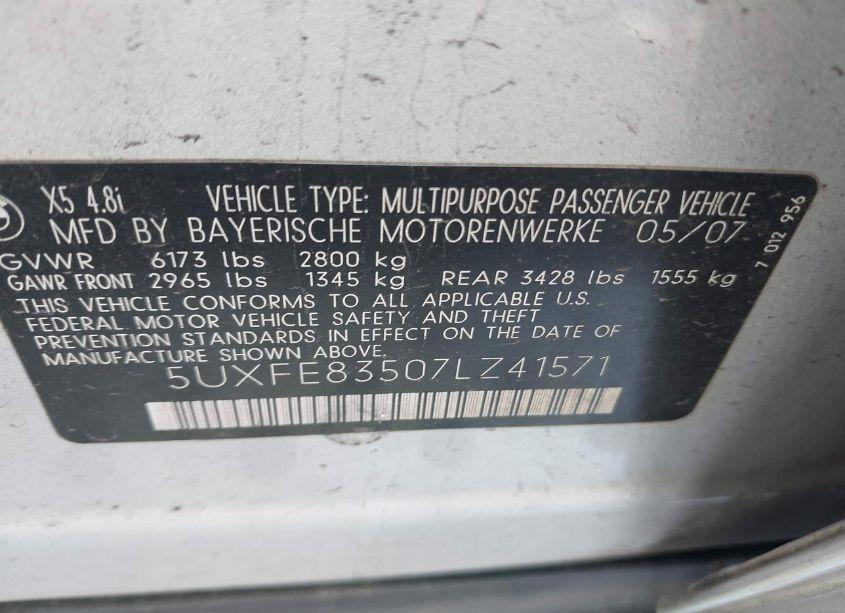 X5 4.8i VEHICLE TYPE: MULTIPURPOSE PASSENGER VEHICLE
MFD BY BAYERISCHE MOTORENWERKE 05/07
GVWR 6173 lbs 2800 kg
GAWR FRONT 2965 lbs 1345 kg REAR 3428 lbs 1555 kg
THIS VEHICLE CONFORMS TO ALL APPLICABLE U.S.
FEDERAL MOTOR VEHICLE SAFETY AND THEFT
PREVENTION STANDARDS IN EFFECT ON THE DATE OF
MANUFACTURE SHOWN ABOVE.
5UXFE83507LZ41571
7 012 956